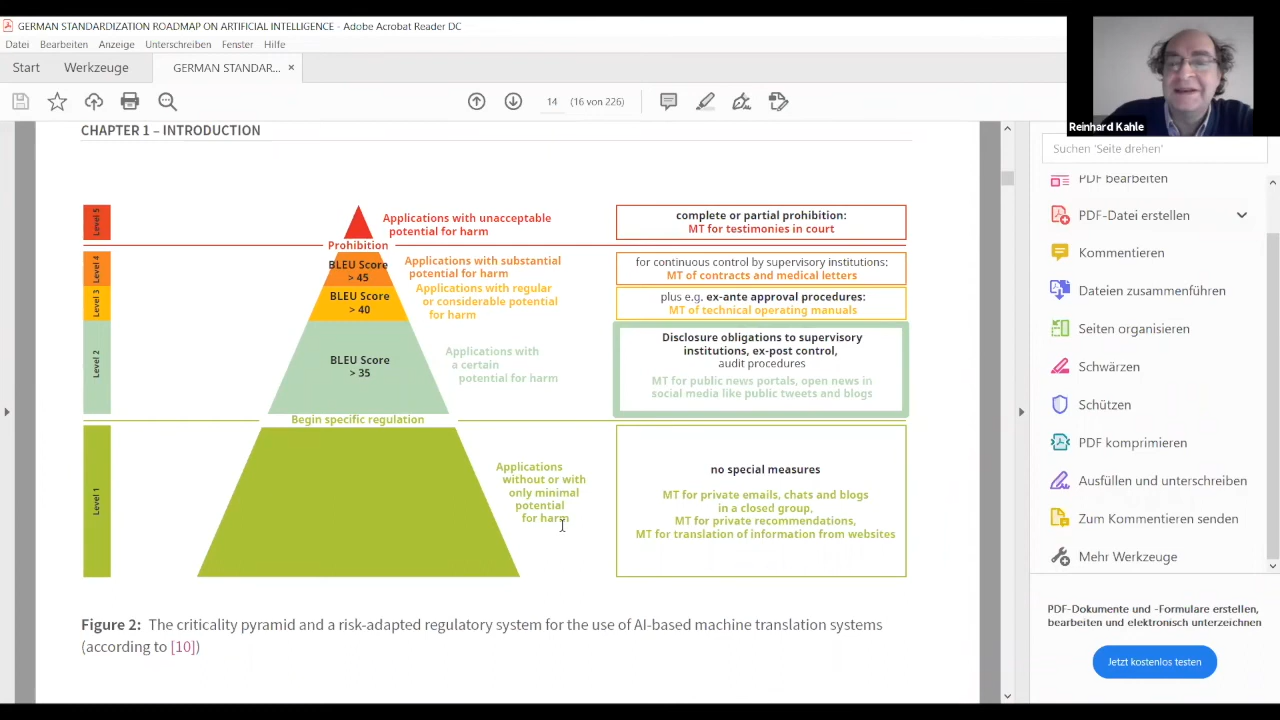 GERMAN STANDARDIZATION ROADMAP ON ARTIFICIAL INTELLIGENCE - Adobe Acrobat Reader DC
Datei Bearbeiten Anzeige Unterschreiben Fenster Hilfe
Start Werkzeuge GERMAN STANDAR... ×
14 (16 von 226)
Reinhard Kahle
CHAPTER 1 – INTRODUCTION
Level 5
Applications with unacceptable
potential for harm
complete or partial prohibition:
MT for testimonies in court
Prohibition
Level 4
BLEU Score
> 45
Applications with substantial
potential for harm
for continuous control by supervisory institutions:
MT of contracts and medical letters
Level 3
BLEU Score
> 40
Applications with regular
or considerable potential
for harm
plus e.g. ex-ante approval procedures:
MT of technical operating manuals
Level 2
BLEU Score
> 35
Applications with
a certain
potential for harm
Disclosure obligations to supervisory
institutions, ex-post control,
audit procedures
MT for public news portals, open news in
social media like public tweets and blogs
Begin specific regulation
Level 1
Applications
without or with
only minimal
potential
for harm
no special measures
MT for private emails, chats and blogs
in a closed group,
MT for private recommendations,
MT for translation of information from websites
Figure 2: The criticality pyramid and a risk-adapted regulatory system for the use of AI-based machine translation systems
(according to [10])
Suchen 'Seite drehen'
PDF bearbeiten
PDF-Datei erstellen
Kommentieren
Dateien zusammenführen
Seiten organisieren
Schwärzen
Schützen
PDF komprimieren
Ausfüllen und unterschreiben
Zum Kommentieren senden
Mehr Werkzeuge
PDF-Dokumente und -Formulare erstellen,
bearbeiten und elektronisch unterzeichnen
Jetzt kostenlos testen